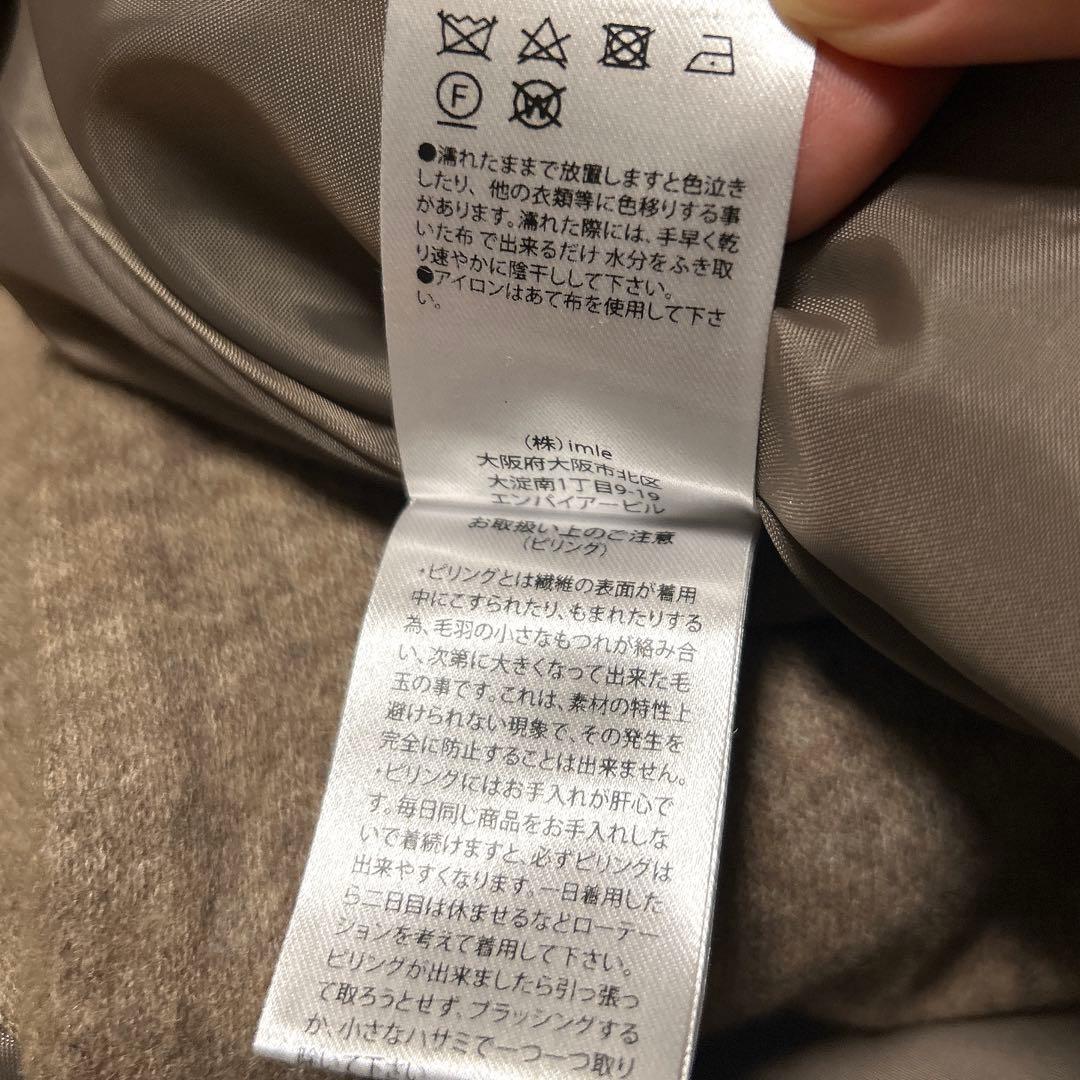 F
W
●濡れたままで放置しますと色泣き
したり、他の衣類等に色移りする事
があります。濡れた際には、手早く乾
いた布で出来るだけ水分をふき取
り速やかに陰干しして下さい。
●アイロンはあて布を使用して下さ
い。
(株)imle
大阪府大阪市北区
大淀南1丁目9-19
エンパイアービル
お取扱い上のご注意
(ピリング)
・ピリングとは繊維の表面が着用
中にこすられたり、もまれたりする
為、毛羽の小さなもつれが絡み合
い、次第に大きくなって出来た毛
玉の事です。これは、素材の特性上
避けられない現象で、その発生を
完全に防止することは出来ません。
・ピリングにはお手入れが肝心で
す。毎日同じ商品をお手入れしな
いで着続けますと、必ずピリングは
出来やすくなります。一日着用した
ら二日目は休ませるなどローテー
ションを考えて着用して下さい。
ピリングが出来ましたら引っ張っ
て取ろうとせず、ブラッシングする
か、小さなハサミで一つ一つ取り
除いて下さい